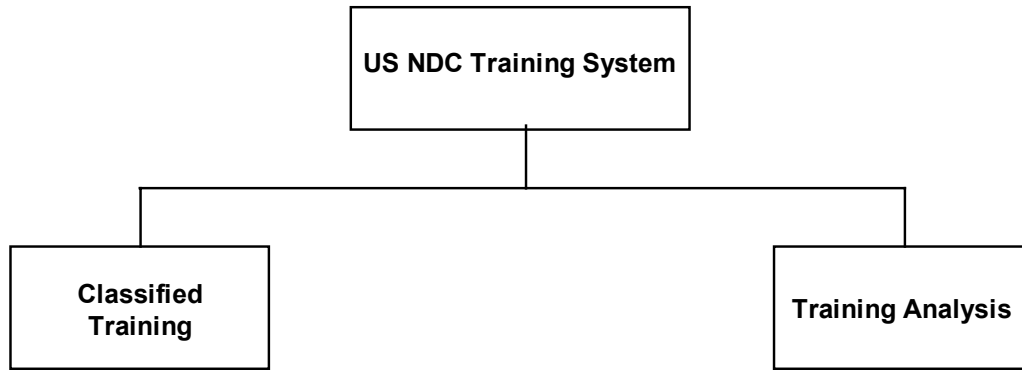 US NDC Training System
Classified
Training
Training Analysis